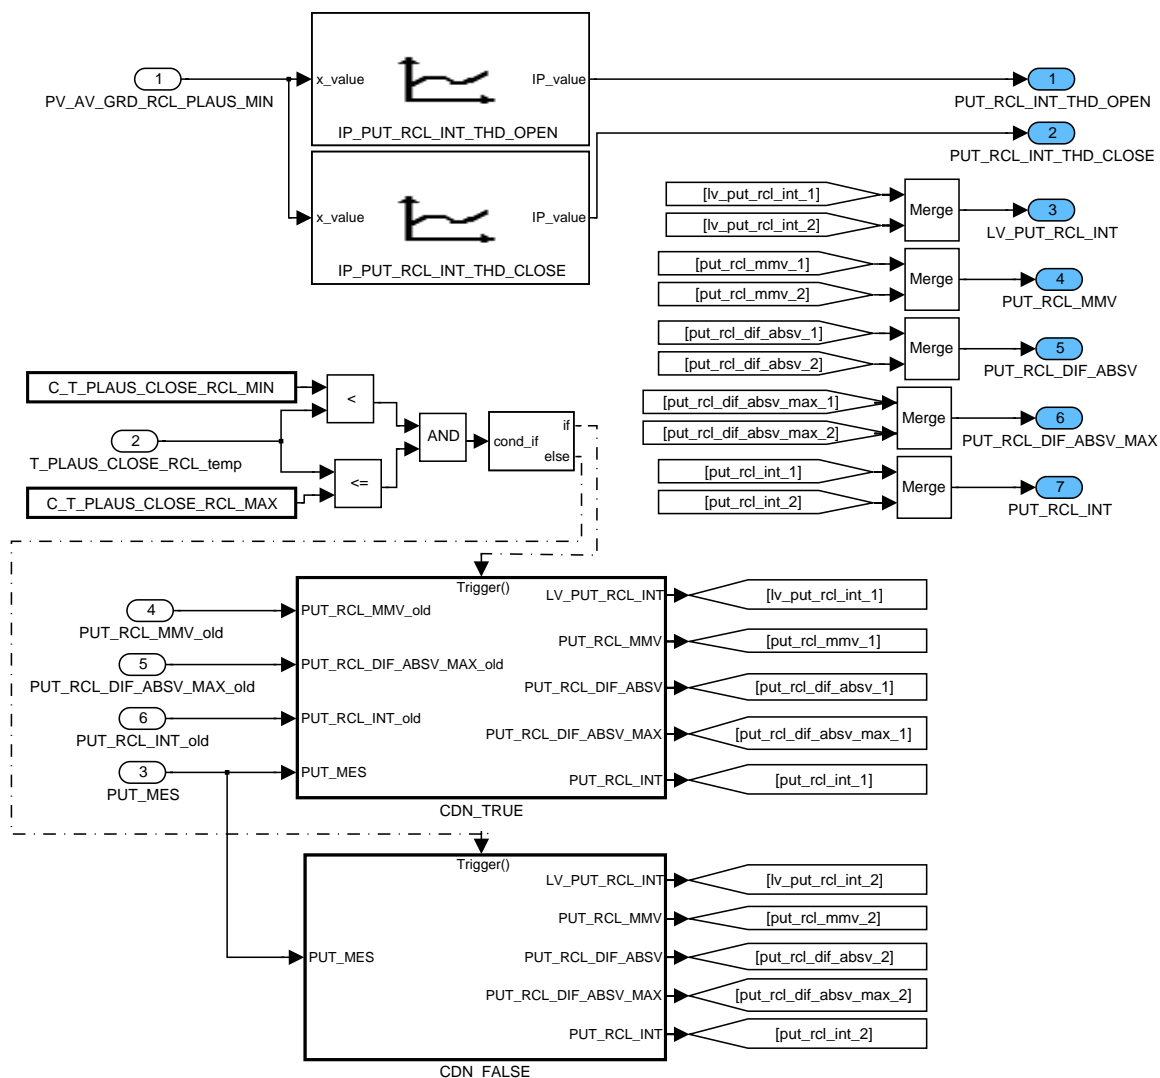 1
PV_AV_GRD_RCL_PLAUS_MIN
x_value
IP_value
IP_PUT_RCL_INT_THD_OPEN
1
PUT_RCL_INT_THD_OPEN
x_value
IP_value
IP_PUT_RCL_INT_THD_CLOSE
2
PUT_RCL_INT_THD_CLOSE
[lv_put_rcl_int_1]
[lv_put_rcl_int_2]
Merge
3
LV_PUT_RCL_INT
[put_rcl_mmv_1]
[put_rcl_mmv_2]
Merge
4
PUT_RCL_MMV
[put_rcl_dif_absv_1]
[put_rcl_dif_absv_2]
Merge
5
PUT_RCL_DIF_ABSV
[put_rcl_dif_absv_max_1]
[put_rcl_dif_absv_max_2]
Merge
6
PUT_RCL_DIF_ABSV_MAX
[put_rcl_int_1]
[put_rcl_int_2]
Merge
7
PUT_RCL_INT
C_T_PLAUS_CLOSE_RCL_MIN
<
2
T_PLAUS_CLOSE_RCL_temp
<=
C_T_PLAUS_CLOSE_RCL_MAX
AND
cond_if
if
else
Trigger()
4
PUT_RCL_MMV_old
5
PUT_RCL_DIF_ABSV_MAX_old
6
PUT_RCL_INT_old
3
PUT_MES
PUT_RCL_MMV_old
PUT_RCL_DIF_ABSV_MAX_old
PUT_RCL_INT_old
PUT_MES
LV_PUT_RCL_INT
PUT_RCL_MMV
PUT_RCL_DIF_ABSV
PUT_RCL_DIF_ABSV_MAX
PUT_RCL_INT
[lv_put_rcl_int_1]
[put_rcl_mmv_1]
[put_rcl_dif_absv_1]
[put_rcl_dif_absv_max_1]
[put_rcl_int_1]
CDN_TRUE
Trigger()
PUT_MES
LV_PUT_RCL_INT
PUT_RCL_MMV
PUT_RCL_DIF_ABSV
PUT_RCL_DIF_ABSV_MAX
PUT_RCL_INT
[lv_put_rcl_int_2]
[put_rcl_mmv_2]
[put_rcl_dif_absv_2]
[put_rcl_dif_absv_max_2]
[put_rcl_int_2]
CDN_FALSE